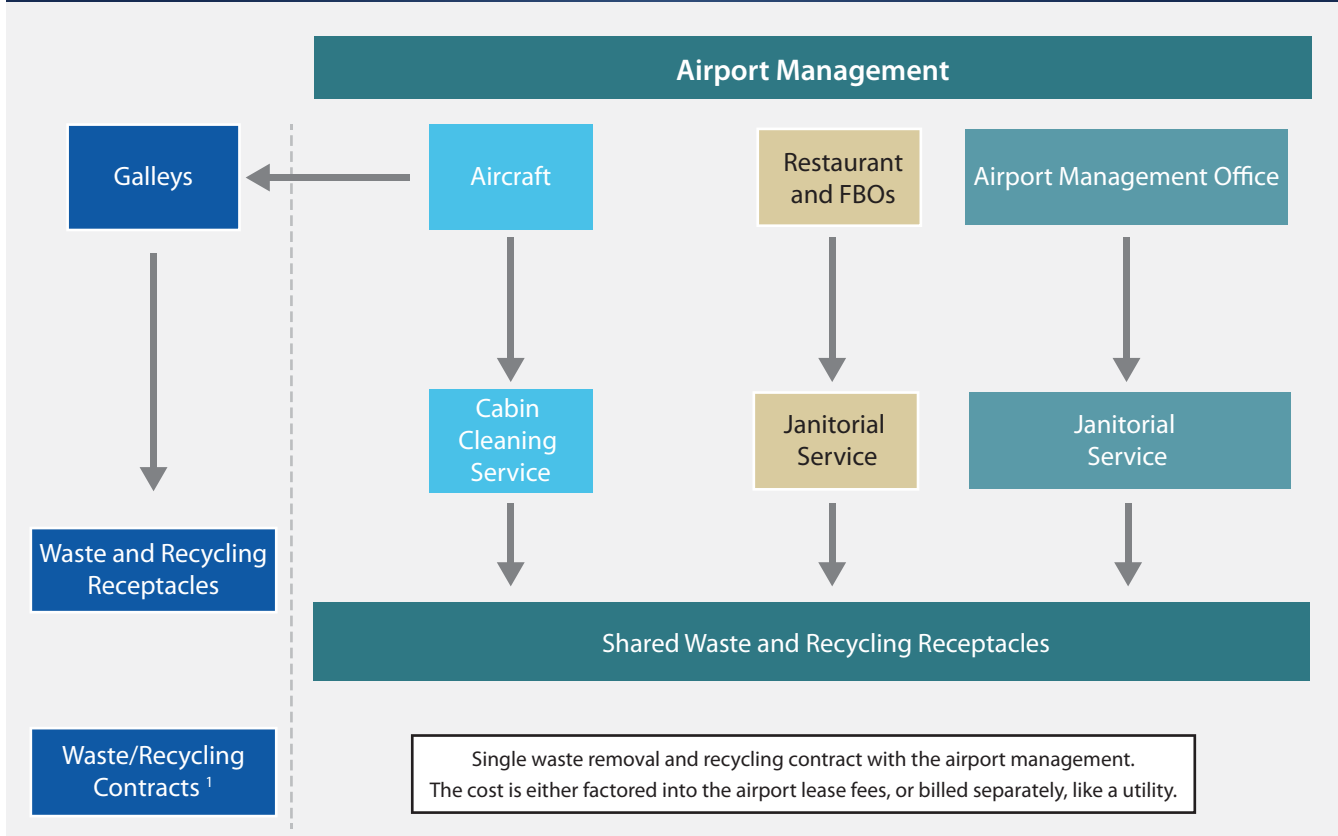 Airport Management
Galleys
Aircraft
Restaurant
and FBOs
Airport Management Office
Cabin
Cleaning
Service
Janitorial
Service
Janitorial
Service
Waste and Recycling
Receptacles
Shared Waste and Recycling Receptacles
Waste/Recycling
Contracts 1
Single waste removal and recycling contract with the airport management.
The cost is either factored into the airport lease fees, or billed separately, like a utility.